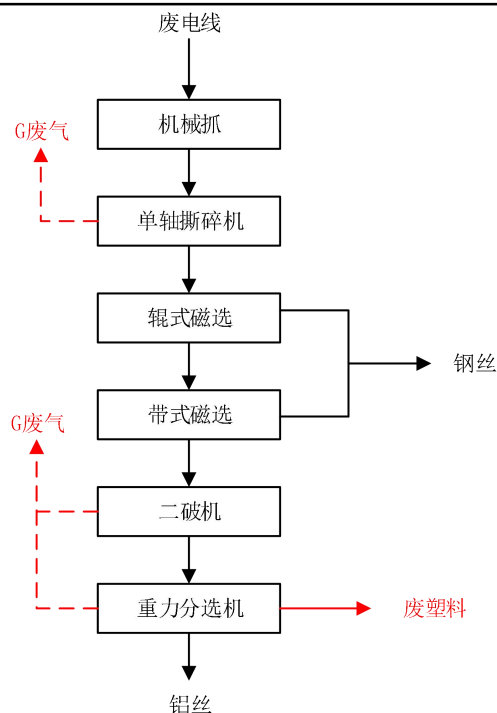 废电线
机械抓
G废气
单轴撕碎机
辊式磁选
钢丝
带式磁选
G废气
二破机
重力分选机
废塑料
铝丝